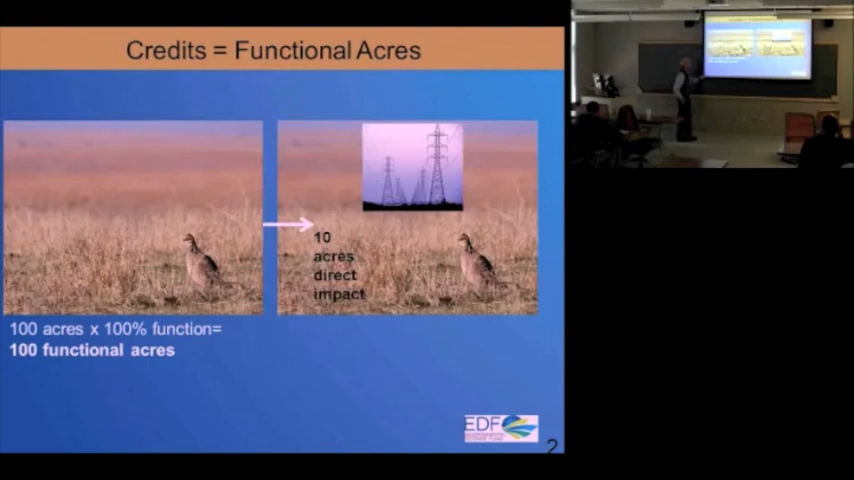 Credits = Functional Acres
10
acres
direct
impact
100 acres x 100% function=
100 functional acres
EDF
2